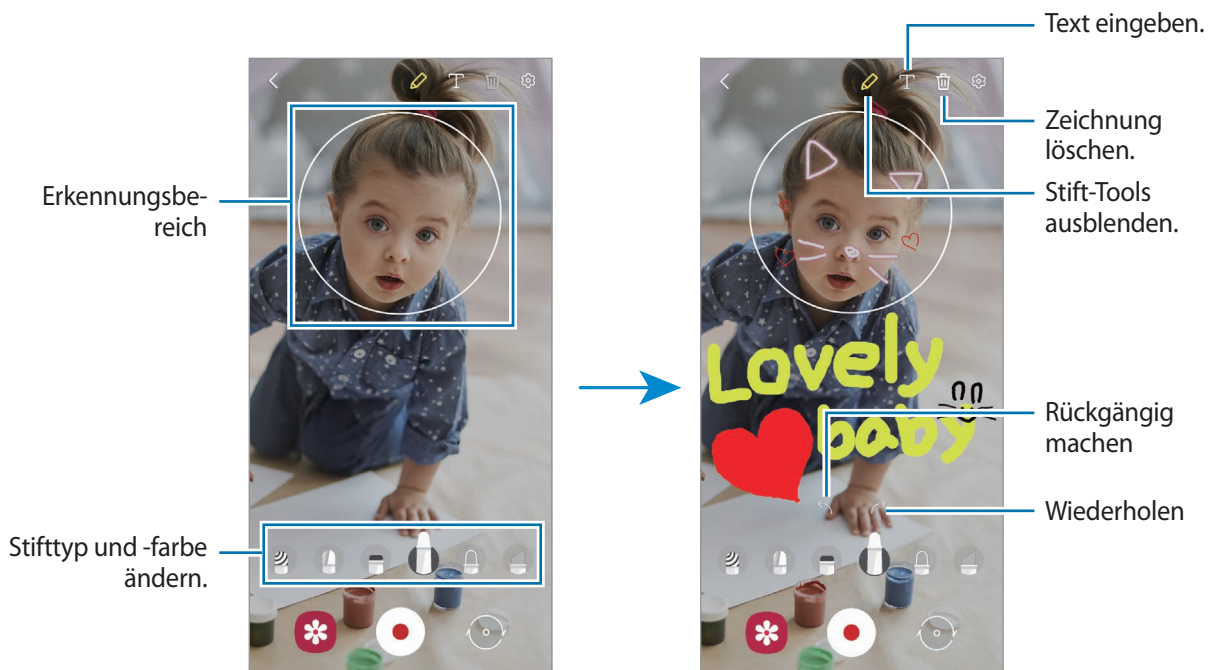 Text eingeben.
Zeichnung
löschen.
Erkennungsbe-
reich
Stift-Tools
ausblenden.
Lovely
baby
Rückgängig
machen
Wiederholen
Stifttyp und -farbe
ändern.